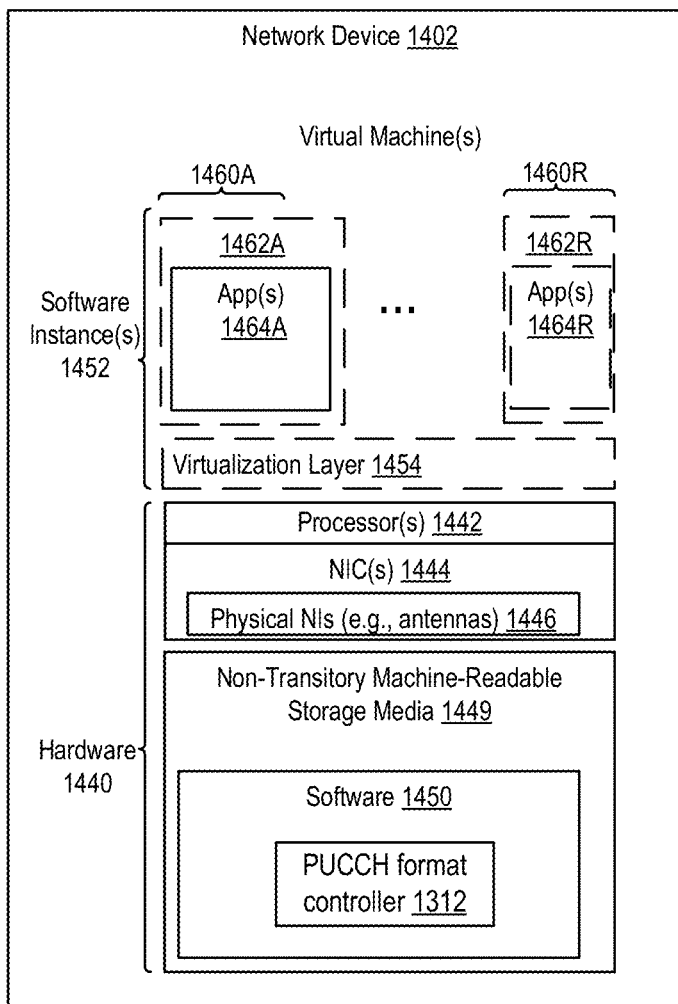 Network Device 1402
Virtual Machine(s)
1460A
1460R
1462A
1462R
App(s)
1464A
...
App(s)
1464R
Software
Instance(s)
1452
Virtualization Layer 1454
Processor(s) 1442
NIC(s) 1444
Physical NIs (e.g., antennas) 1446
Non-Transitory Machine-Readable
Storage Media 1449
Hardware
1440
Software 1450
PUCCH format
controller 1312